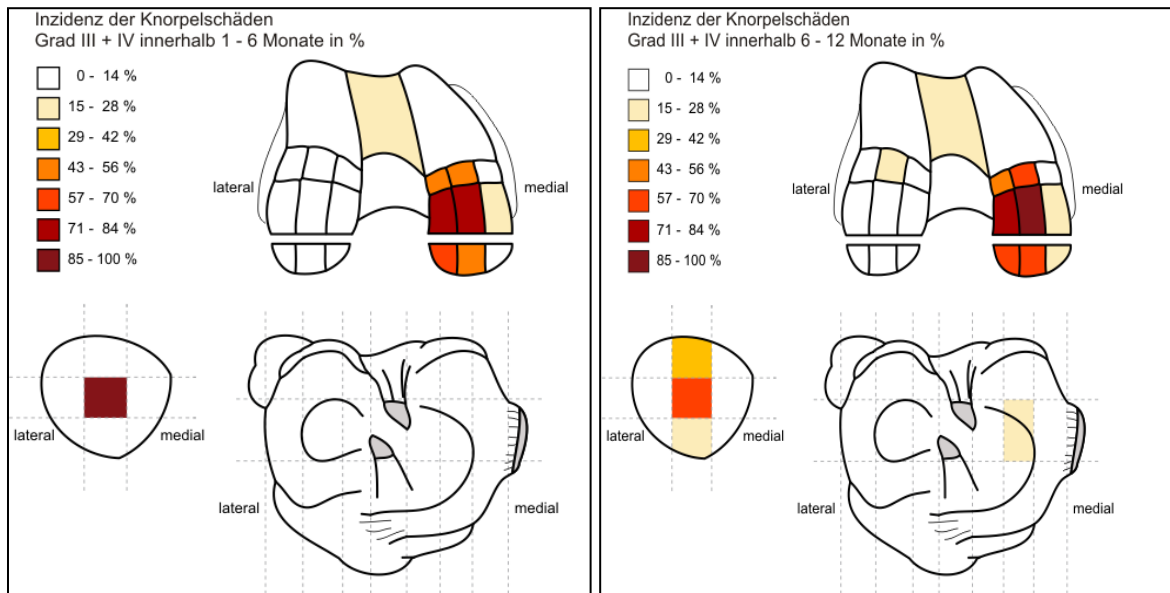 Inzidenz der Knorpelschäden
Grad III + IV innerhalb 1 - 6 Monate in %
0 - 14 %
15 - 28 %
29 - 42 %
43 - 56 %
57 - 70 %
71 - 84 %
85 - 100 %
lateral
medial
lateral
medial
lateral
medial
Inzidenz der Knorpelschäden
Grad III + IV innerhalb 6 - 12 Monate in %
0 - 14 %
15 - 28 %
29 - 42 %
43 - 56 %
57 - 70 %
71 - 84 %
85 - 100 %
lateral
medial
lateral
medial
lateral
medial